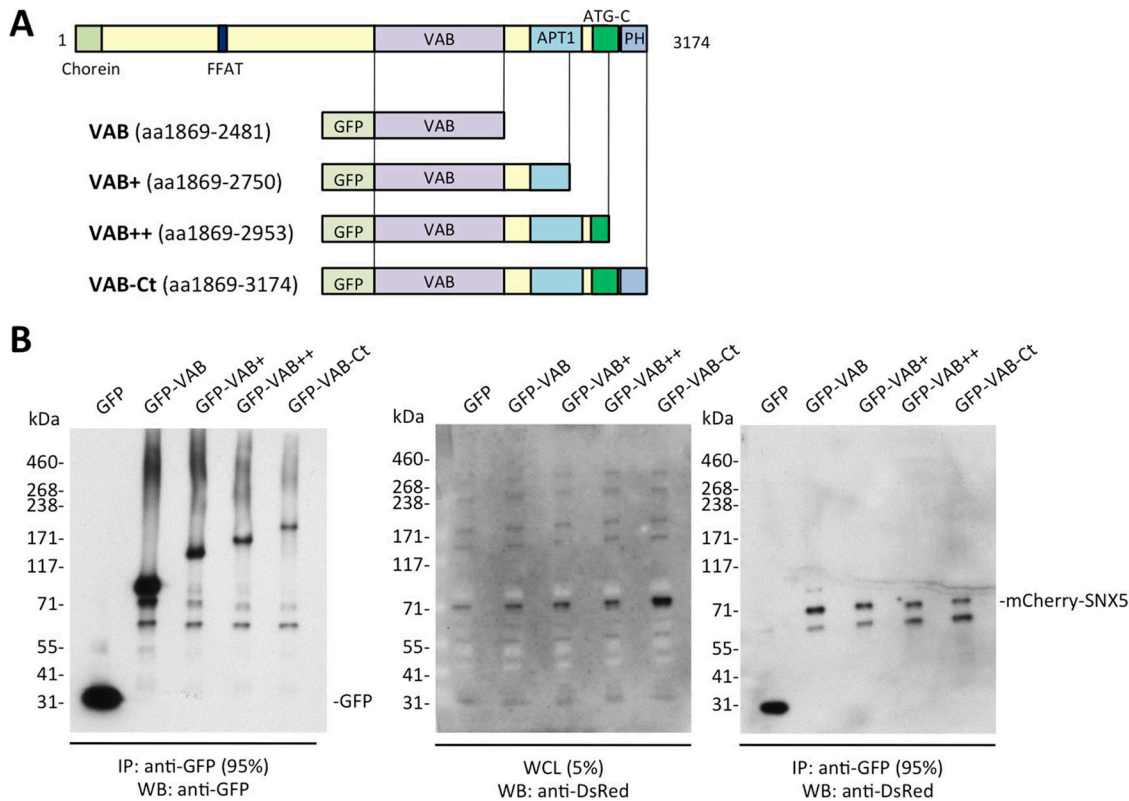 A
ATG-C
1
VAB
APT1
PH
3174
Chorein
FFAT
VAB (aa1869-2481)
GFP
VAB
VAB+ (aa1869-2750)
GFP
VAB
VAB++ (aa1869-2953)
GFP
VAB
VAB-Ct (aa1869-3174)
GFP
VAB
B
kDa
GFP
GFP-VAB
GFP-VAB+
GFP-VAB++
GFP-VAB-Ct
460-
268-
238-
171-
117-
71-
55-
41-
31-
-GFP
IP: anti-GFP (95%)
WB: anti-GFP
kDa
GFP
GFP-VAB
GFP-VAB+
GFP-VAB++
GFP-VAB-Ct
460-
268-
238-
171-
117-
71-
55-
41-
31-
WCL (5%)
WB: anti-DsRed
kDa
GFP
GFP-VAB
GFP-VAB+
GFP-VAB++
GFP-VAB-Ct
460-
268-
238-
171-
117-
71-
55-
41-
31-
-mCherry-SNX5
IP: anti-GFP (95%)
WB: anti-DsRed